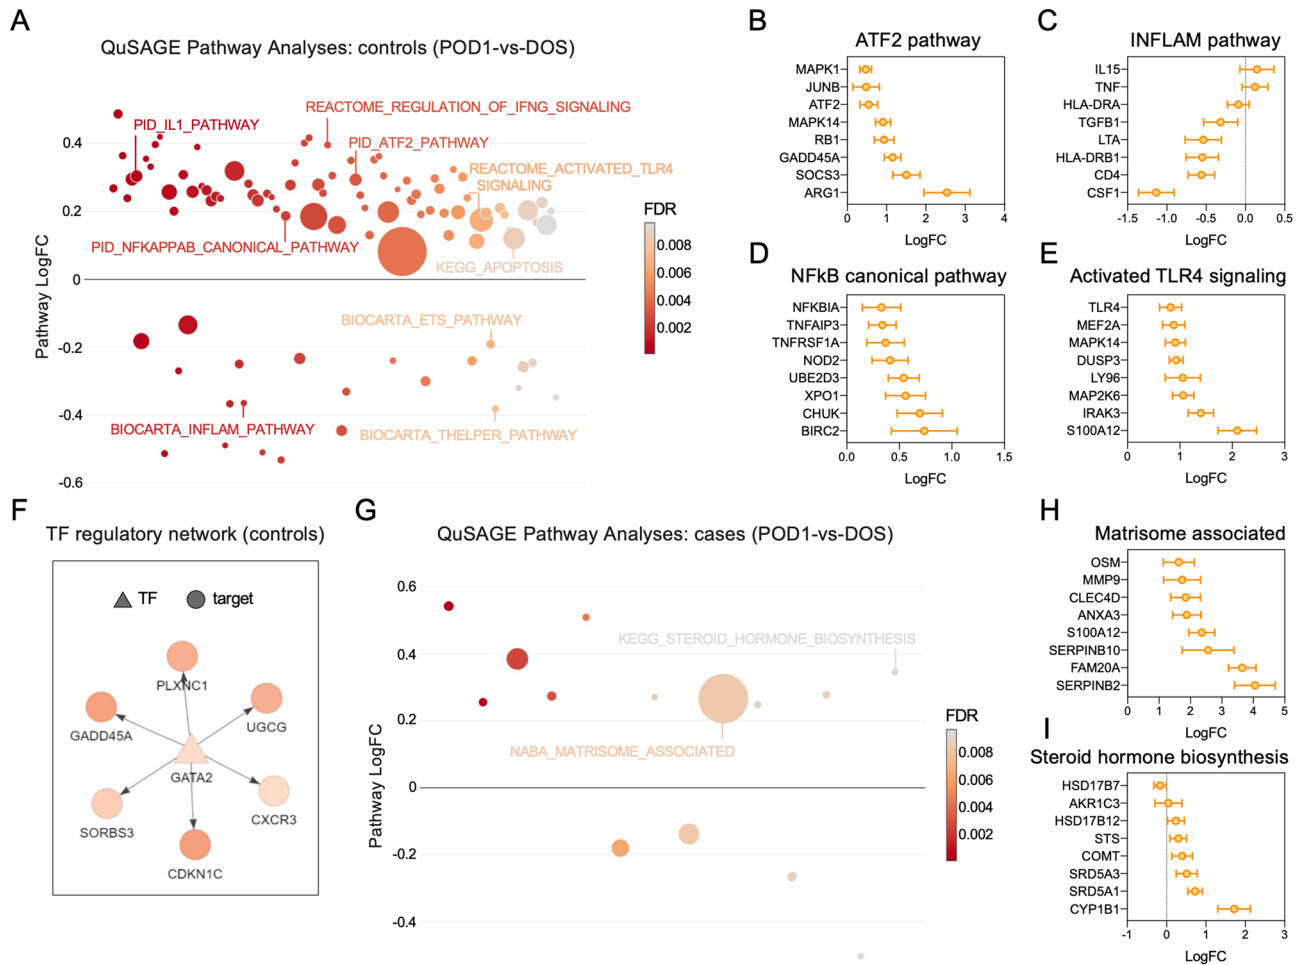 A
QuSAGE Pathway Analyses: controls (POD1-vs-DOS)
Pathway LogFC
0.4
0.2
0
-0.2
-0.4
-0.6
PID_IL1_PATHWAY
REACTOME_REGULATION_OF_IFNG_SIGNALING
PID_ATF2_PATHWAY
REACTOME_ACTIVATED_TLR4
_SIGNALING
PID_NFKAPPAB_CANONICAL_PATHWAY
KEGG_APOPTOSIS
BIOCARTA_ETS_PATHWAY
BIOCARTA_INFLAM_PATHWAY
BIOCARTA_THELPER_PATHWAY
FDR
0.008
0.006
0.004
0.002
B
ATF2 pathway
MAPK1
JUNB
ATF2
MAPK14
RB1
GADD45A
SOCS3
ARG1
0 1 2 3 4
LogFC
C
INFLAM pathway
IL15
TNF
HLA-DRA
TGFB1
LTA
HLA-DRB1
CD4
CSF1
-1.5 -1.0 -0.5 0.0 0.5
LogFC
D
NFkB canonical pathway
NFKBIA
TNFAIP3
TNFRSF1A
NOD2
UBE2D3
XPO1
CHUK
BIRC2
0.0 0.5 1.0 1.5
LogFC
E
Activated TLR4 signaling
TLR4
MEF2A
MAPK14
DUSP3
LY96
MAP2K6
IRAK3
S100A12
0 1 2 3
LogFC
F
TF regulatory network (controls)
TF target
PLXNC1
GADD45A
UGCG
GATA2
SORBS3
CXCR3
CDKN1C
G
QuSAGE Pathway Analyses: cases (POD1-vs-DOS)
Pathway LogFC
0.6
0.4
0.2
0
-0.2
-0.4
KEGG_STEROID_HORMONE_BIOSYNTHESIS
NABA_MATRISOME_ASSOCIATED
FDR
0.008
0.006
0.004
0.002
H
Matrisome associated
OSM
MMP9
CLEC4D
ANXA3
S100A12
SERPINB10
FAM20A
SERPINB2
0 1 2 3 4 5
LogFC
I
Steroid hormone biosynthesis
HSD17B7
AKR1C3
HSD17B12
STS
COMT
SRD5A3
SRD5A1
CYP1B1
-1 0 1 2 3
LogFC